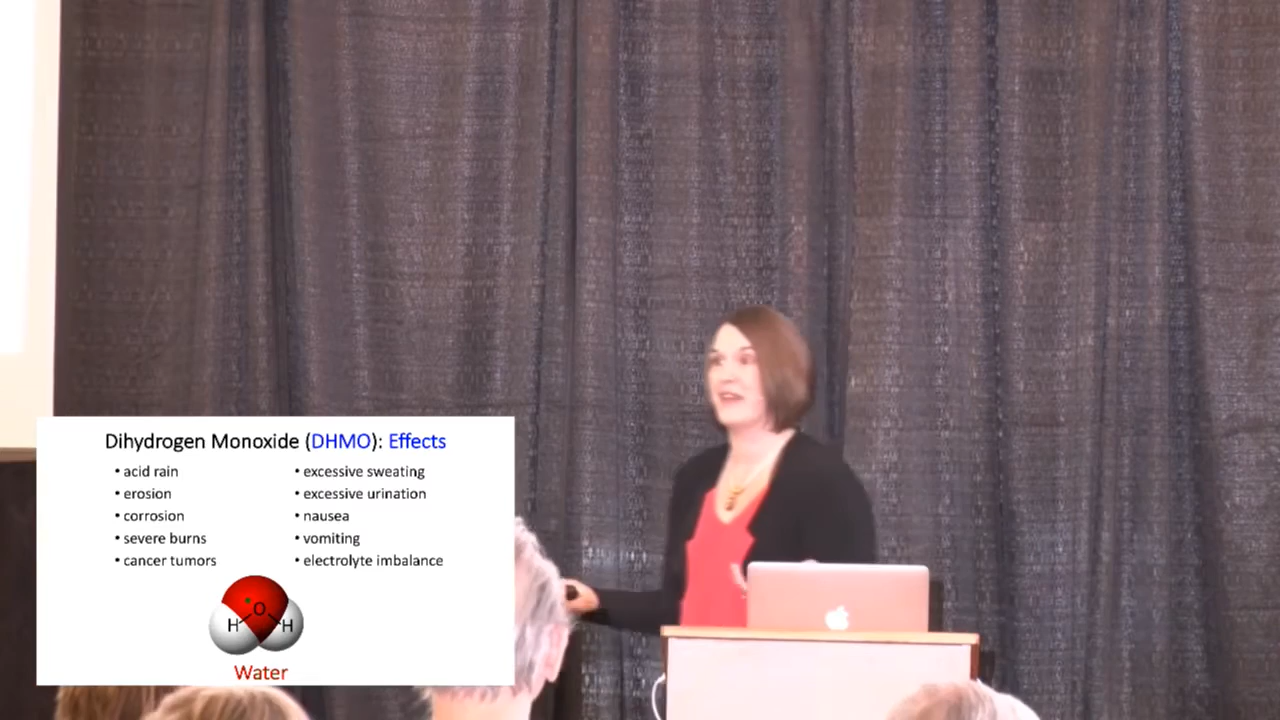 Dihydrogen Monoxide (DHMO): Effects
• acid rain
• erosion
• corrosion
• severe burns
• cancer tumors
• excessive sweating
• excessive urination
• nausea
• vomiting
• electrolyte imbalance
O
H H
Water